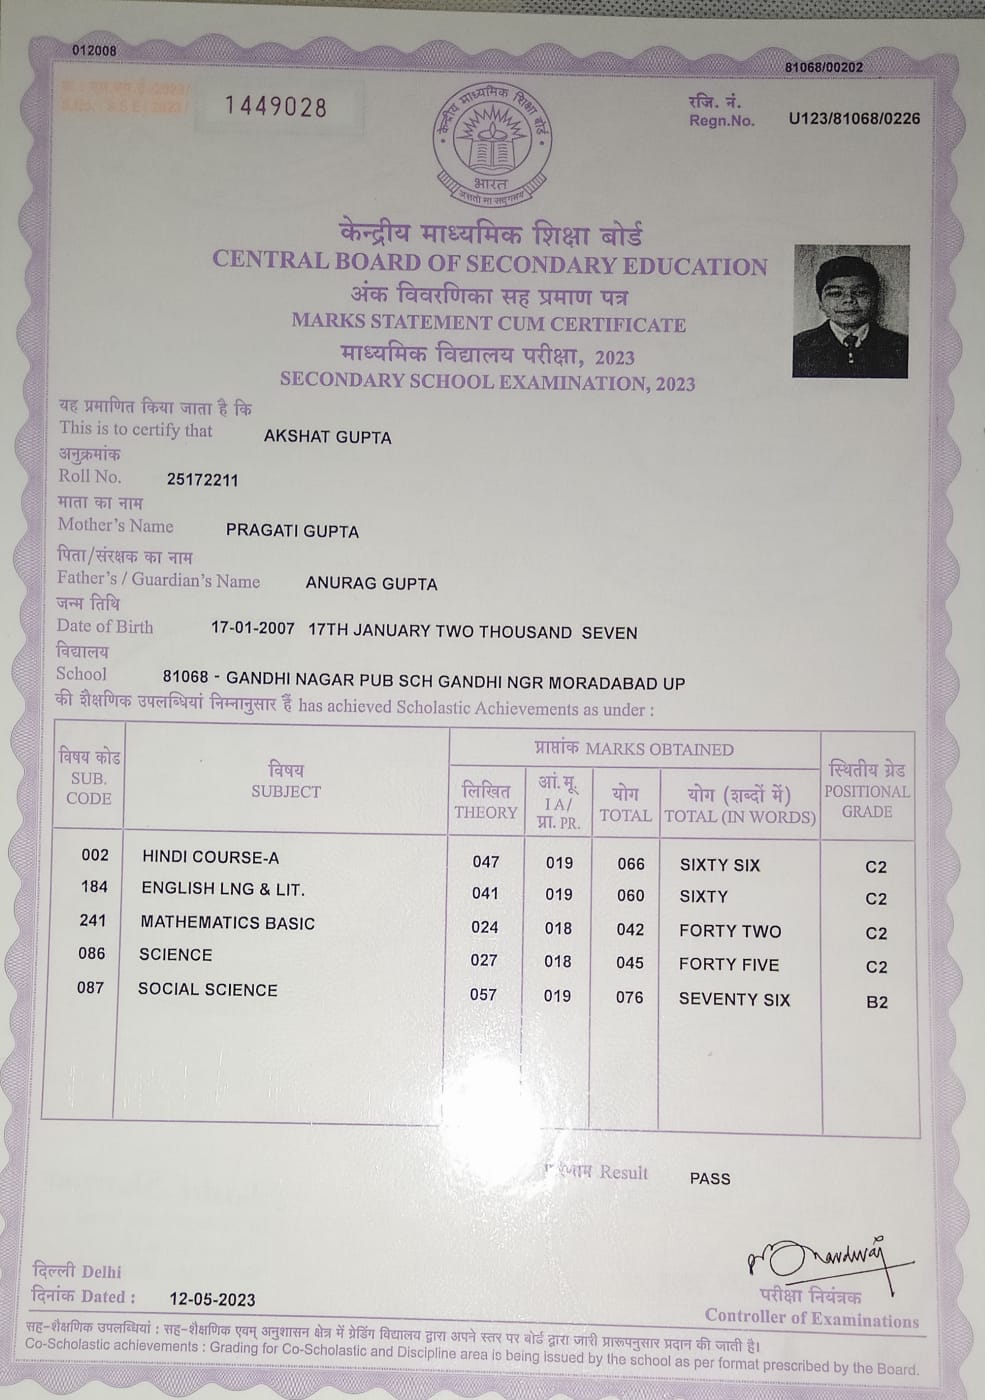 012008
81068/00202
1449028
रजि. नं.
Regn.No. U123/81068/0226
केन्द्रीय माध्यमिक शिक्षा बोर्ड
भारत
असतो मा सद्गमय
केन्द्रीय माध्यमिक शिक्षा बोर्ड
CENTRAL BOARD OF SECONDARY EDUCATION
अंक विवरणिका सह प्रमाण पत्र
MARKS STATEMENT CUM CERTIFICATE
माध्यमिक विद्यालय परीक्षा, 2023
SECONDARY SCHOOL EXAMINATION, 2023
यह प्रमाणित किया जाता है कि
This is to certify that AKSHAT GUPTA
अनुक्रमांक
Roll No. 25172211
माता का नाम
Mother's Name PRAGATI GUPTA
पिता/संरक्षक का नाम
Father's / Guardian's Name ANURAG GUPTA
जन्म तिथि
Date of Birth 17-01-2007 17TH JANUARY TWO THOUSAND SEVEN
विद्यालय
School 81068 - GANDHI NAGAR PUB SCH GANDHI NGR MORADABAD UP
की शैक्षणिक उपलब्धियां निम्नानुसार हैं has achieved Scholastic Achievements as under :
विषय कोड
SUB.
CODE
विषय
SUBJECT
प्राप्तांक MARKS OBTAINED
लिखित
THEORY
आं.मू.
IA/
प्रा. PR.
योग
TOTAL
योग (शब्दों में)
TOTAL (IN WORDS)
स्थितीय ग्रेड
POSITIONAL
GRADE
002 HINDI COURSE-A 047 019 066 SIXTY SIX C2
184 ENGLISH LNG & LIT. 041 019 060 SIXTY C2
241 MATHEMATICS BASIC 024 018 042 FORTY TWO C2
086 SCIENCE 027 018 045 FORTY FIVE C2
087 SOCIAL SCIENCE 057 019 076 SEVENTY SIX B2
Result PASS
दिल्ली Delhi
दिनांक Dated : 12-05-2023
परीक्षा नियंत्रक
Controller of Examinations
सह-शैक्षणिक उपलब्धियां : सह-शैक्षणिक एवम् अनुशासन क्षेत्र में ग्रेडिंग विद्यालय द्वारा अपने स्तर पर बोर्ड द्वारा जारी प्रारूपनुसार प्रदान की जाती है।
Co-Scholastic achievements : Grading for Co-Scholastic and Discipline area is being issued by the school as per format prescribed by the Board.